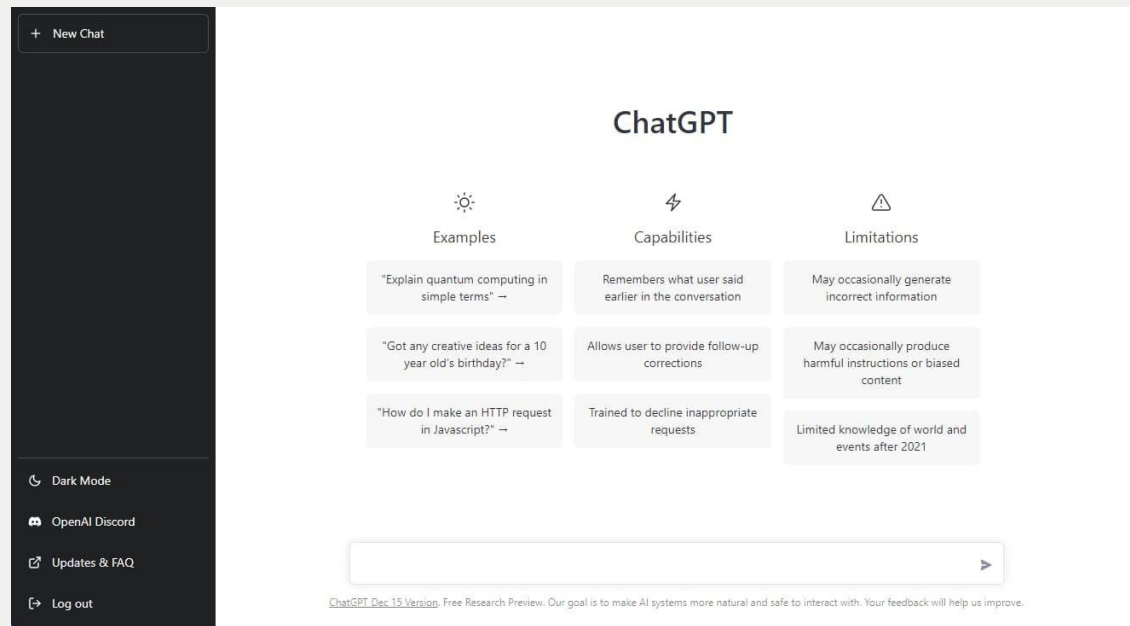 + New Chat
ChatGPT
Examples
"Explain quantum computing in
simple terms" →
"Got any creative ideas for a 10
year old's birthday?" →
"How do I make an HTTP request
in Javascript?" →
Capabilities
Remembers what user said
earlier in the conversation
Allows user to provide follow-up
corrections
Trained to decline inappropriate
requests
Limitations
May occasionally generate
incorrect information
May occasionally produce
harmful instructions or biased
content
Limited knowledge of world and
events after 2021
Dark Mode
OpenAI Discord
Updates & FAQ
Log out
ChatGPT Dec 15 Version. Free Research Preview. Our goal is to make AI systems more natural and safe to interact with. Your feedback will help us improve.